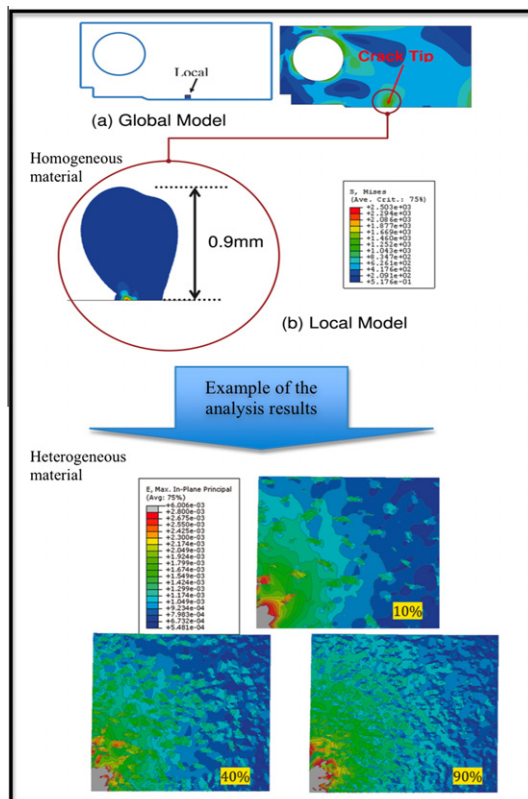 Local
Crack Tip
(a) Global Model
Homogeneous
material
0.9mm
S, Mises
(Ave. Crit.: 75%)
+2.503e+03
+2.294e+03
+2.086e+03
+1.877e+03
+1.669e+03
+1.460e+03
+1.252e+03
+1.043e+03
+8.347e+02
+6.261e+02
+4.176e+02
+2.091e+02
+5.176e-01
(b) Local Model
Example of the
analysis results
Heterogeneous
material
E, Max. In-Plane Principal
(Avg: 75%)
+6.006e-03
+2.800e-03
+2.675e-03
+2.550e-03
+2.425e-03
+2.300e-03
+2.174e-03
+2.049e-03
+1.924e-03
+1.799e-03
+1.674e-03
+1.549e-03
+1.424e-03
+1.299e-03
+1.174e-03
+1.049e-03
+9.234e-04
+7.983e-04
+6.732e-04
+5.481e-04
10%
40%
90%